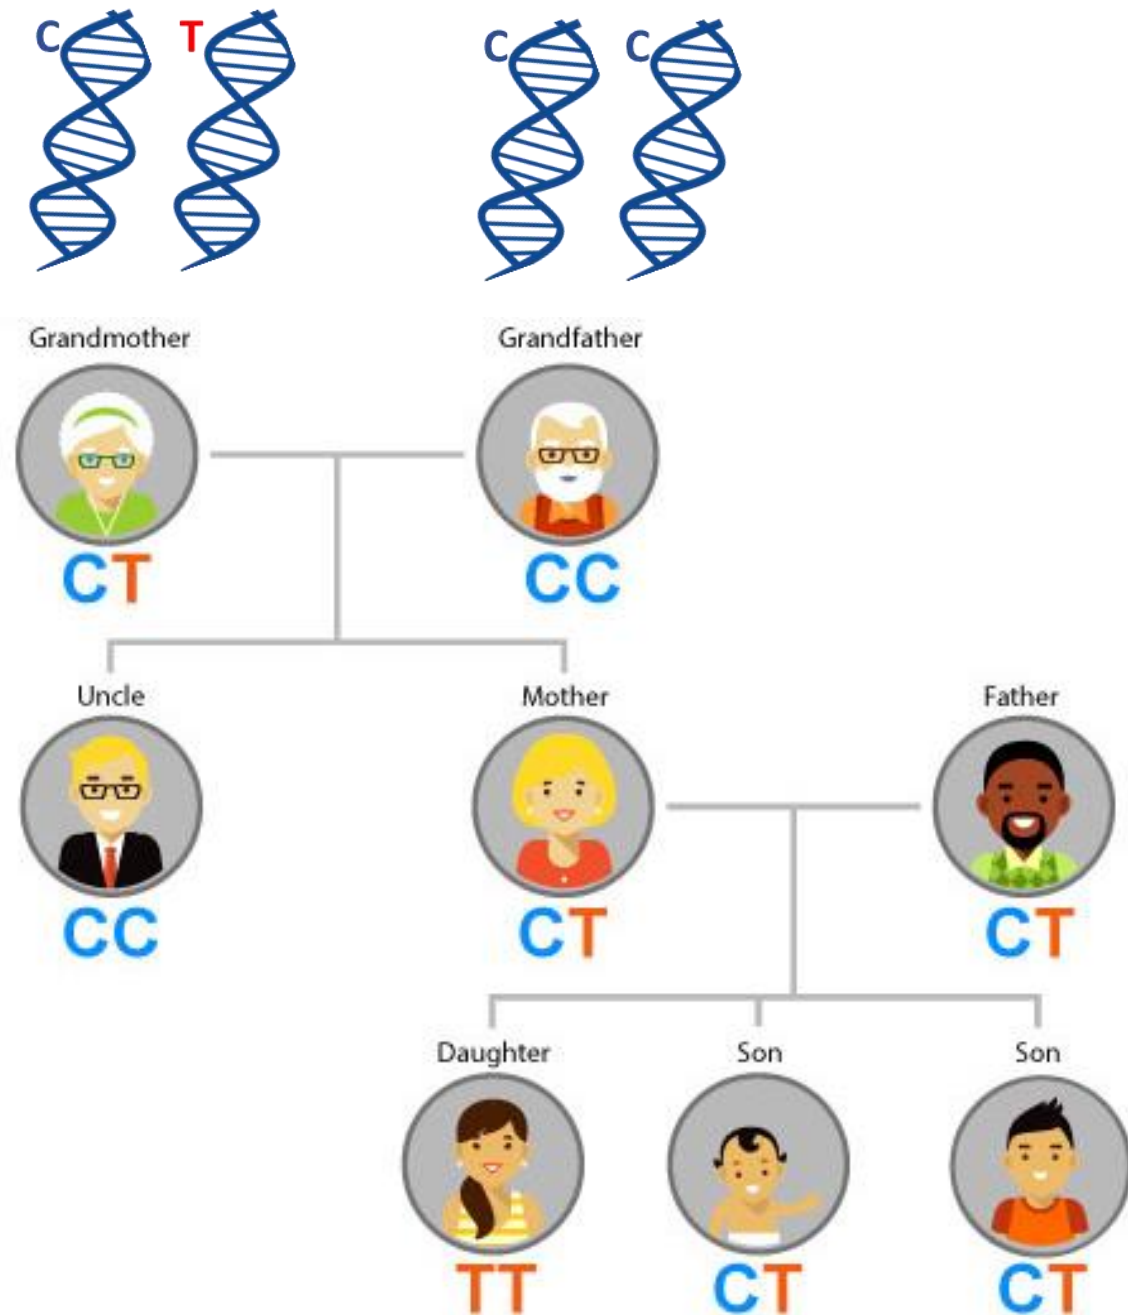 C T C C
Grandmother Grandfather
CT CC
Uncle Mother Father
CC CT CT
Daughter Son Son
TT CT CT